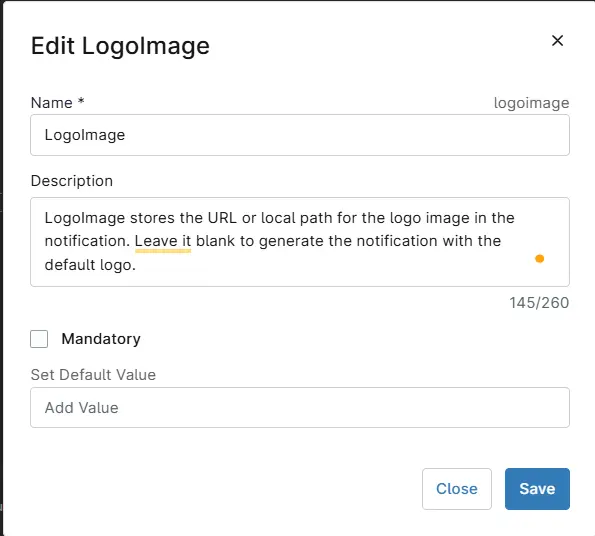 Edit LogoImage
Name * logoimage
LogoImage
Description
LogoImage stores the URL or local path for the logo image in the
notification. Leave it blank to generate the notification with the
default logo.
145/260
Mandatory
Set Default Value
Add Value
Close Save